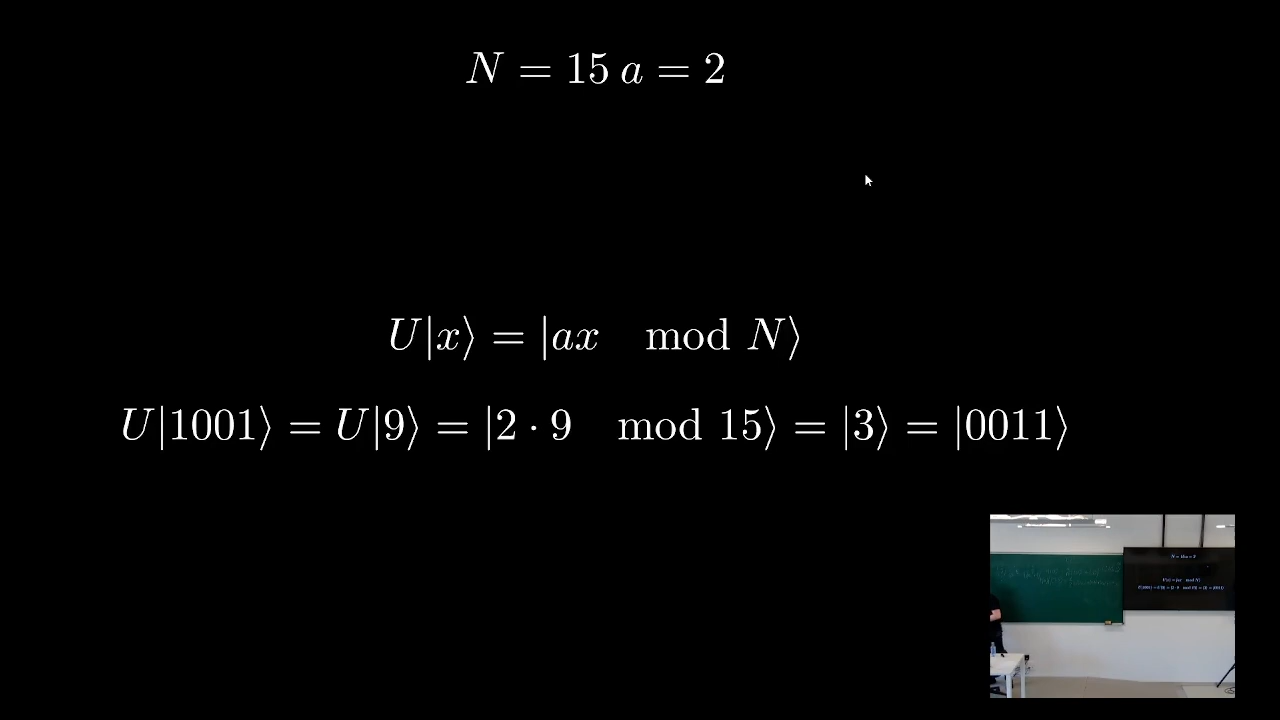 N = 15 a = 2
U|x⟩ = |ax mod N⟩
U|1001⟩ = U|9⟩ = |2 · 9 mod 15⟩ = |3⟩ = |0011⟩